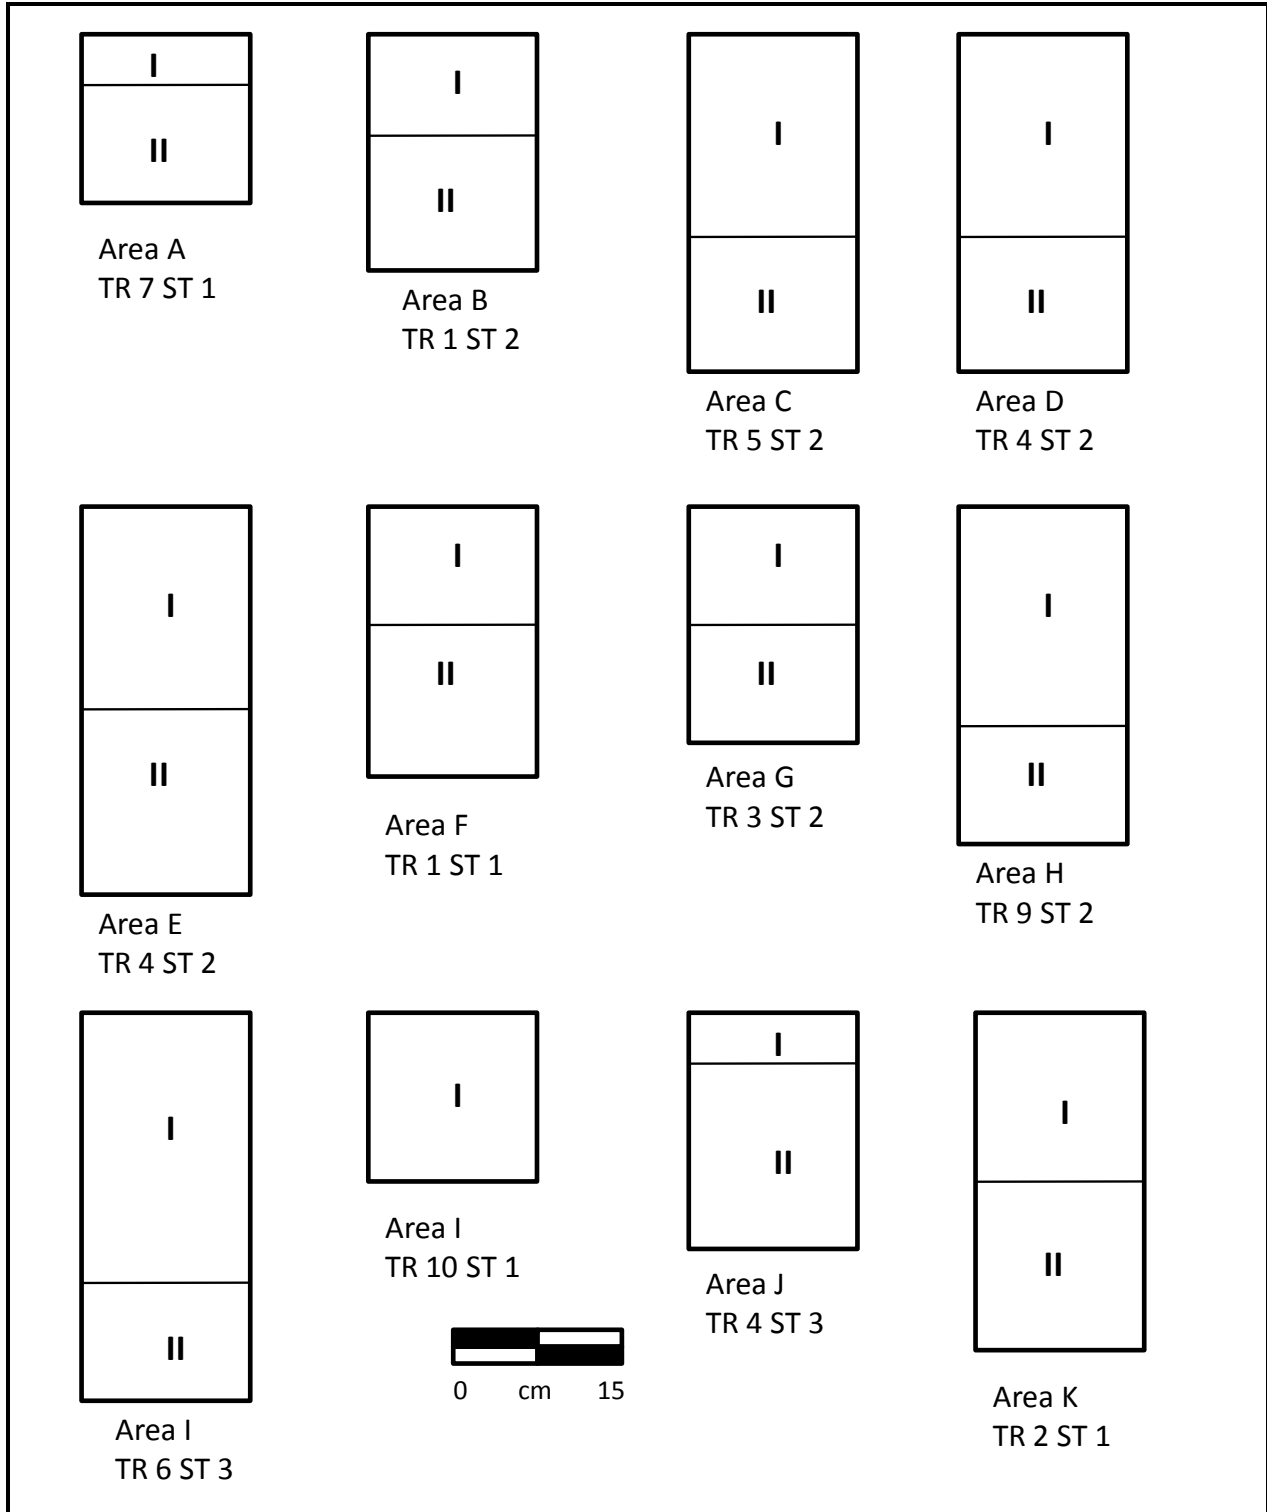 I
II
Area A
TR 7 ST 1
I
II
Area B
TR 1 ST 2
I
II
Area C
TR 5 ST 2
I
II
Area D
TR 4 ST 2
I
II
Area E
TR 4 ST 2
I
II
Area F
TR 1 ST 1
I
II
Area G
TR 3 ST 2
I
II
Area H
TR 9 ST 2
I
II
Area I
TR 6 ST 3
I
Area I
TR 10 ST 1
0 cm 15
I
II
Area J
TR 4 ST 3
I
II
Area K
TR 2 ST 1